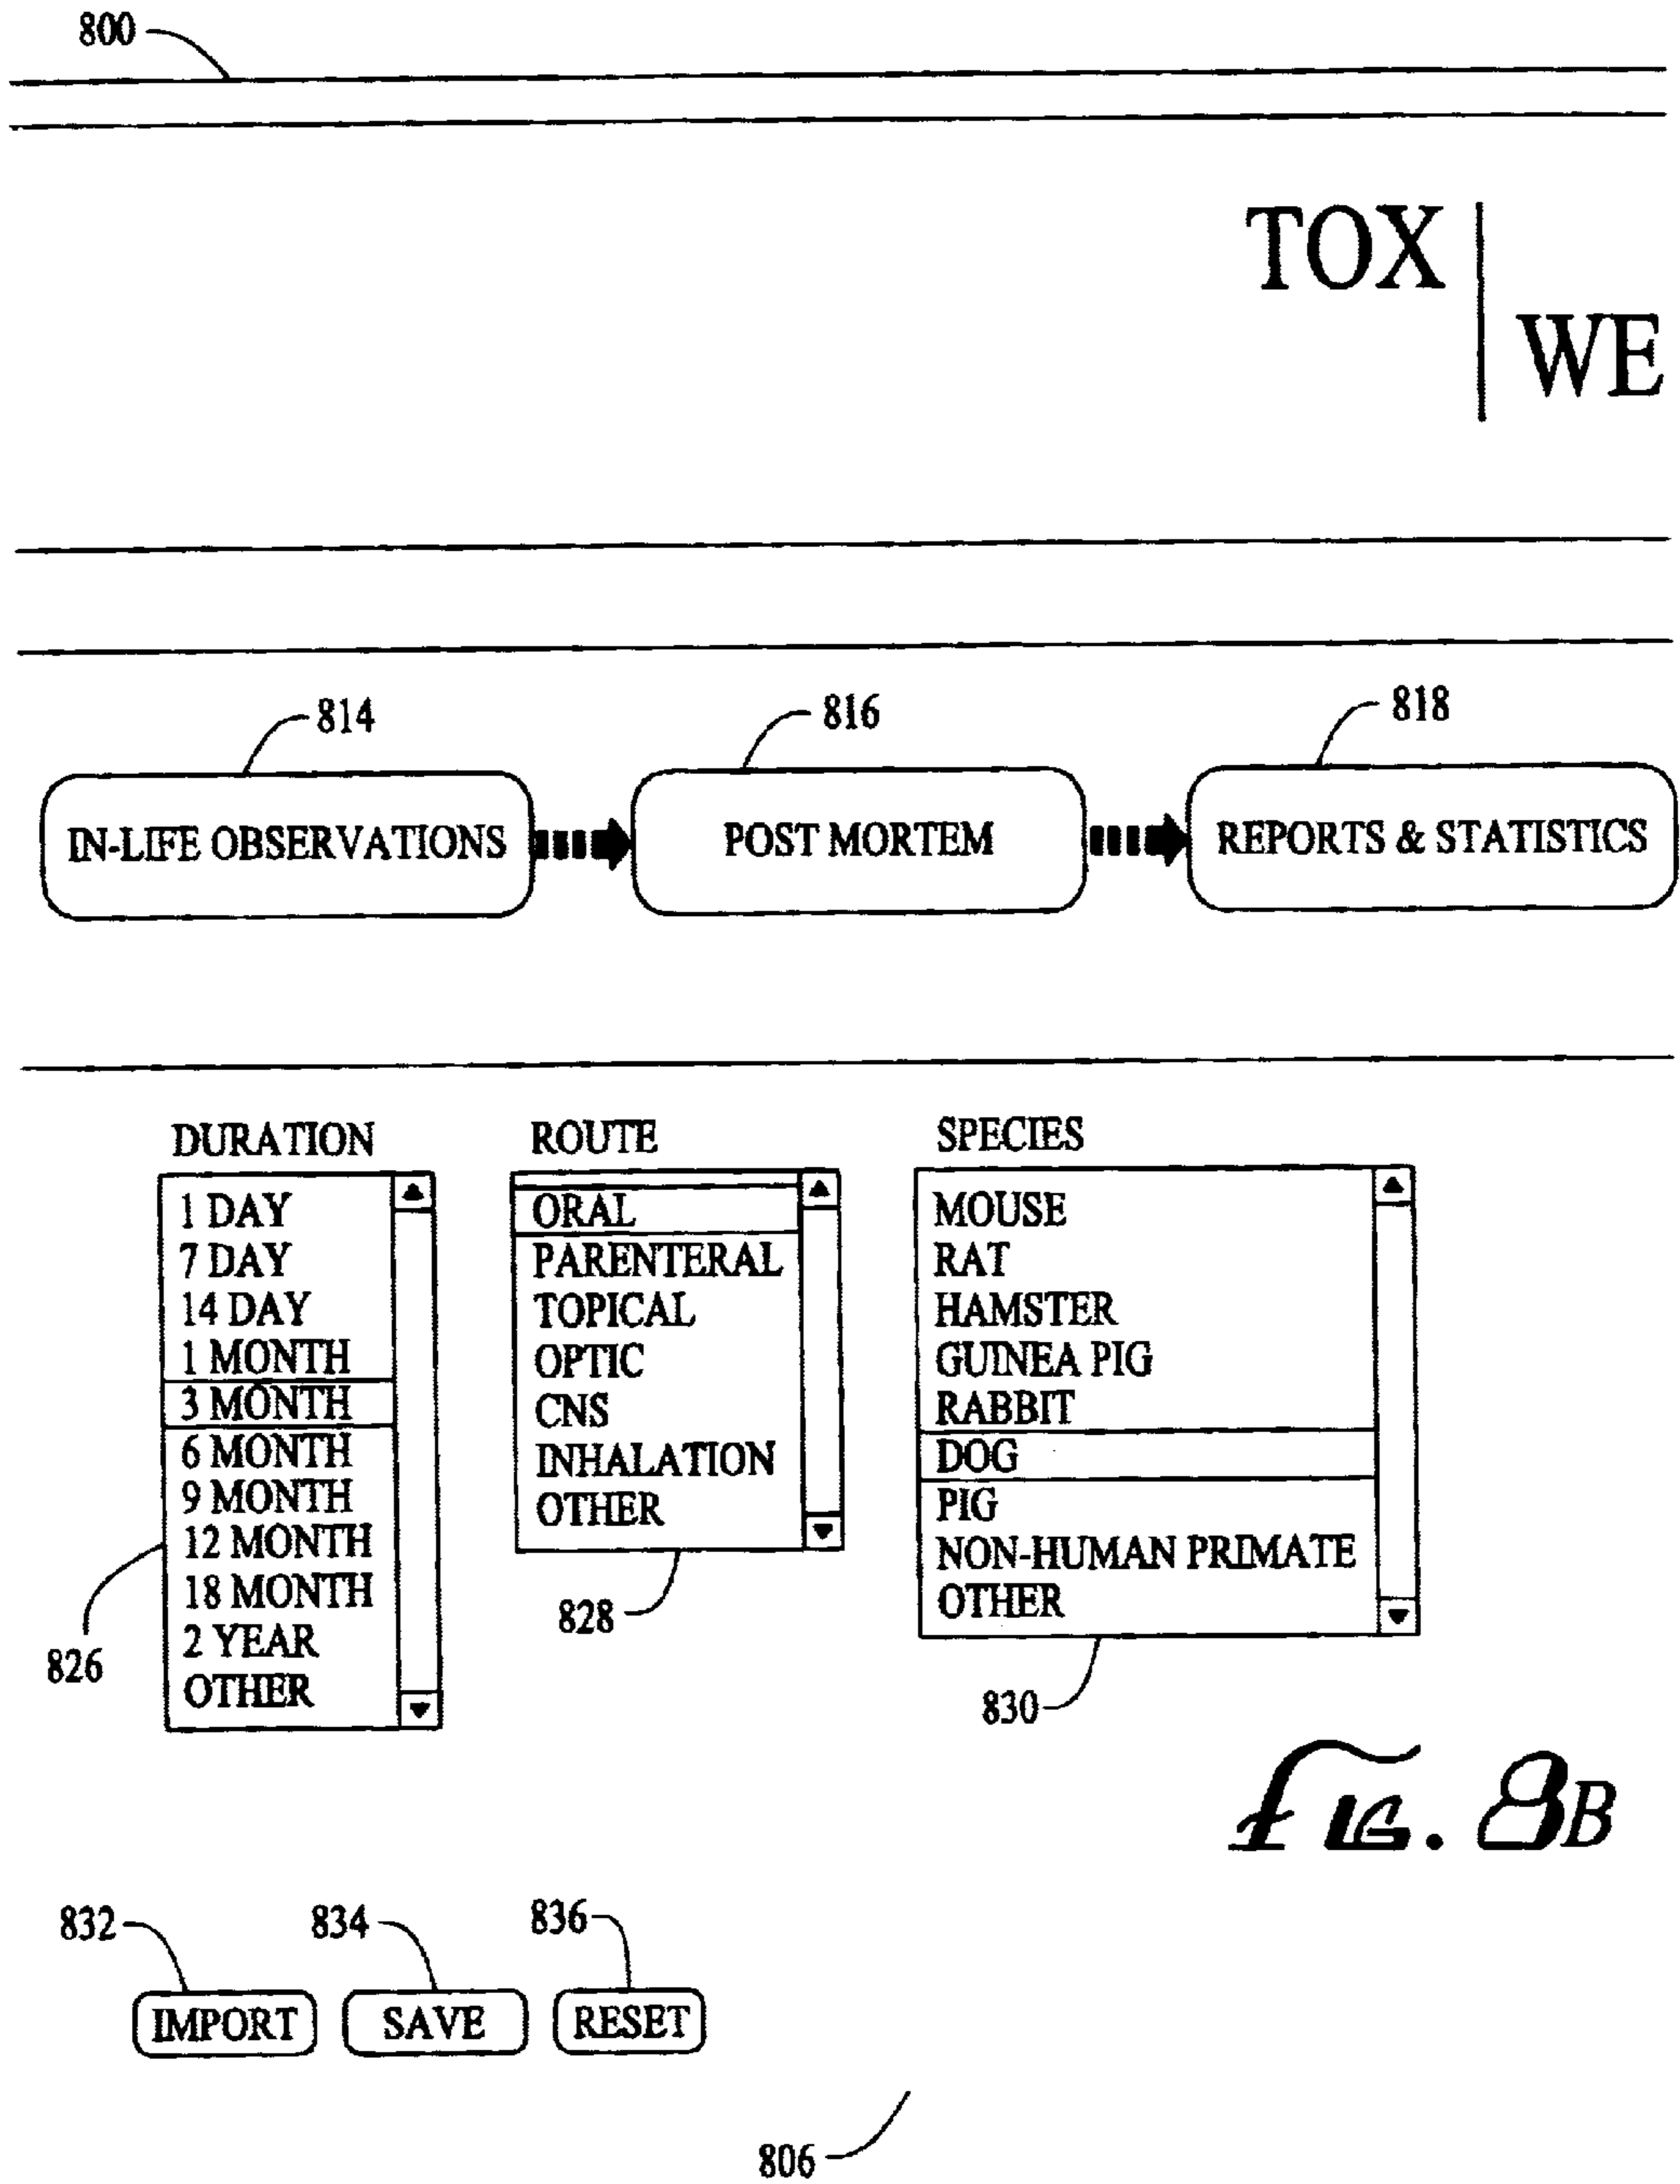 800
TOX
WE
814
816
818
IN-LIFE OBSERVATIONS
POST MORTEM
REPORTS & STATISTICS
DURATION
1 DAY
7 DAY
14 DAY
1 MONTH
3 MONTH
6 MONTH
9 MONTH
12 MONTH
18 MONTH
2 YEAR
OTHER
826
ROUTE
ORAL
PARENTERAL
TOPICAL
OPTIC
CNS
INHALATION
OTHER
828
SPECIES
MOUSE
RAT
HAMSTER
GUINEA PIG
RABBIT
DOG
PIG
NON-HUMAN PRIMATE
OTHER
830
FIG. 8B
832
834
836
IMPORT
SAVE
RESET
806